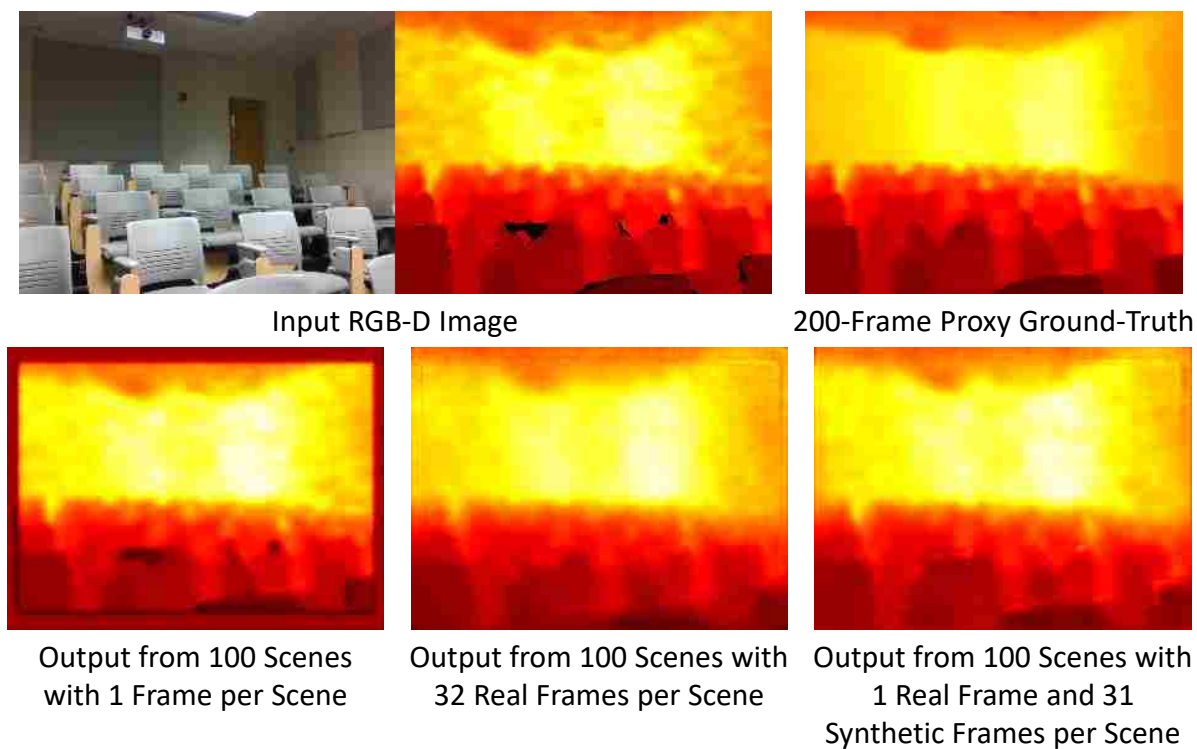 Input RGB-D Image
200-Frame Proxy Ground-Truth
Output from 100 Scenes
with 1 Frame per Scene
Output from 100 Scenes with
32 Real Frames per Scene
Output from 100 Scenes with
1 Real Frame and 31
Synthetic Frames per Scene